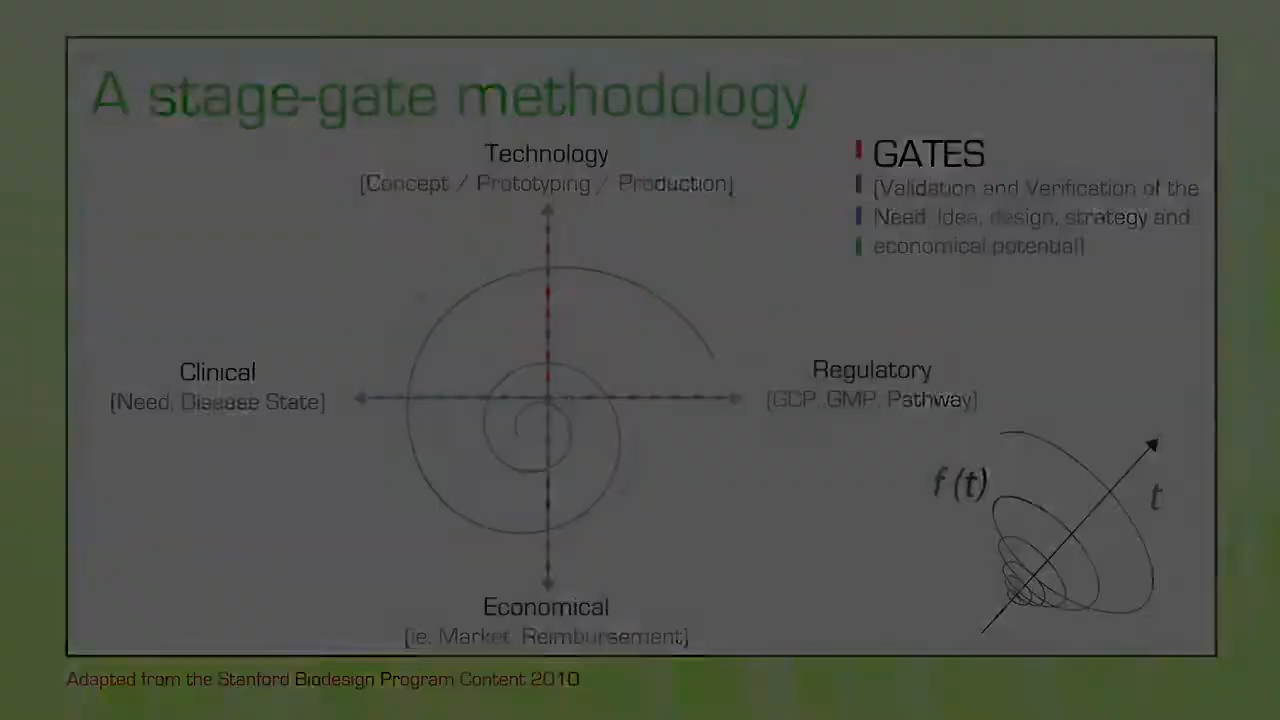 A stage-gate methodology
Technology
[Concept / Prototyping / Production]
GATES
[Validation and Verification of the
Need, Idea, design, strategy and
economical potential]
Clinical
[Need, Disease State]
Regulatory
[GCP, GMP, Pathway]
f (t)
t
Economical
[ie. Market, Reimbursement]
Adapted from the Stanford Biodesign Program Content 2010